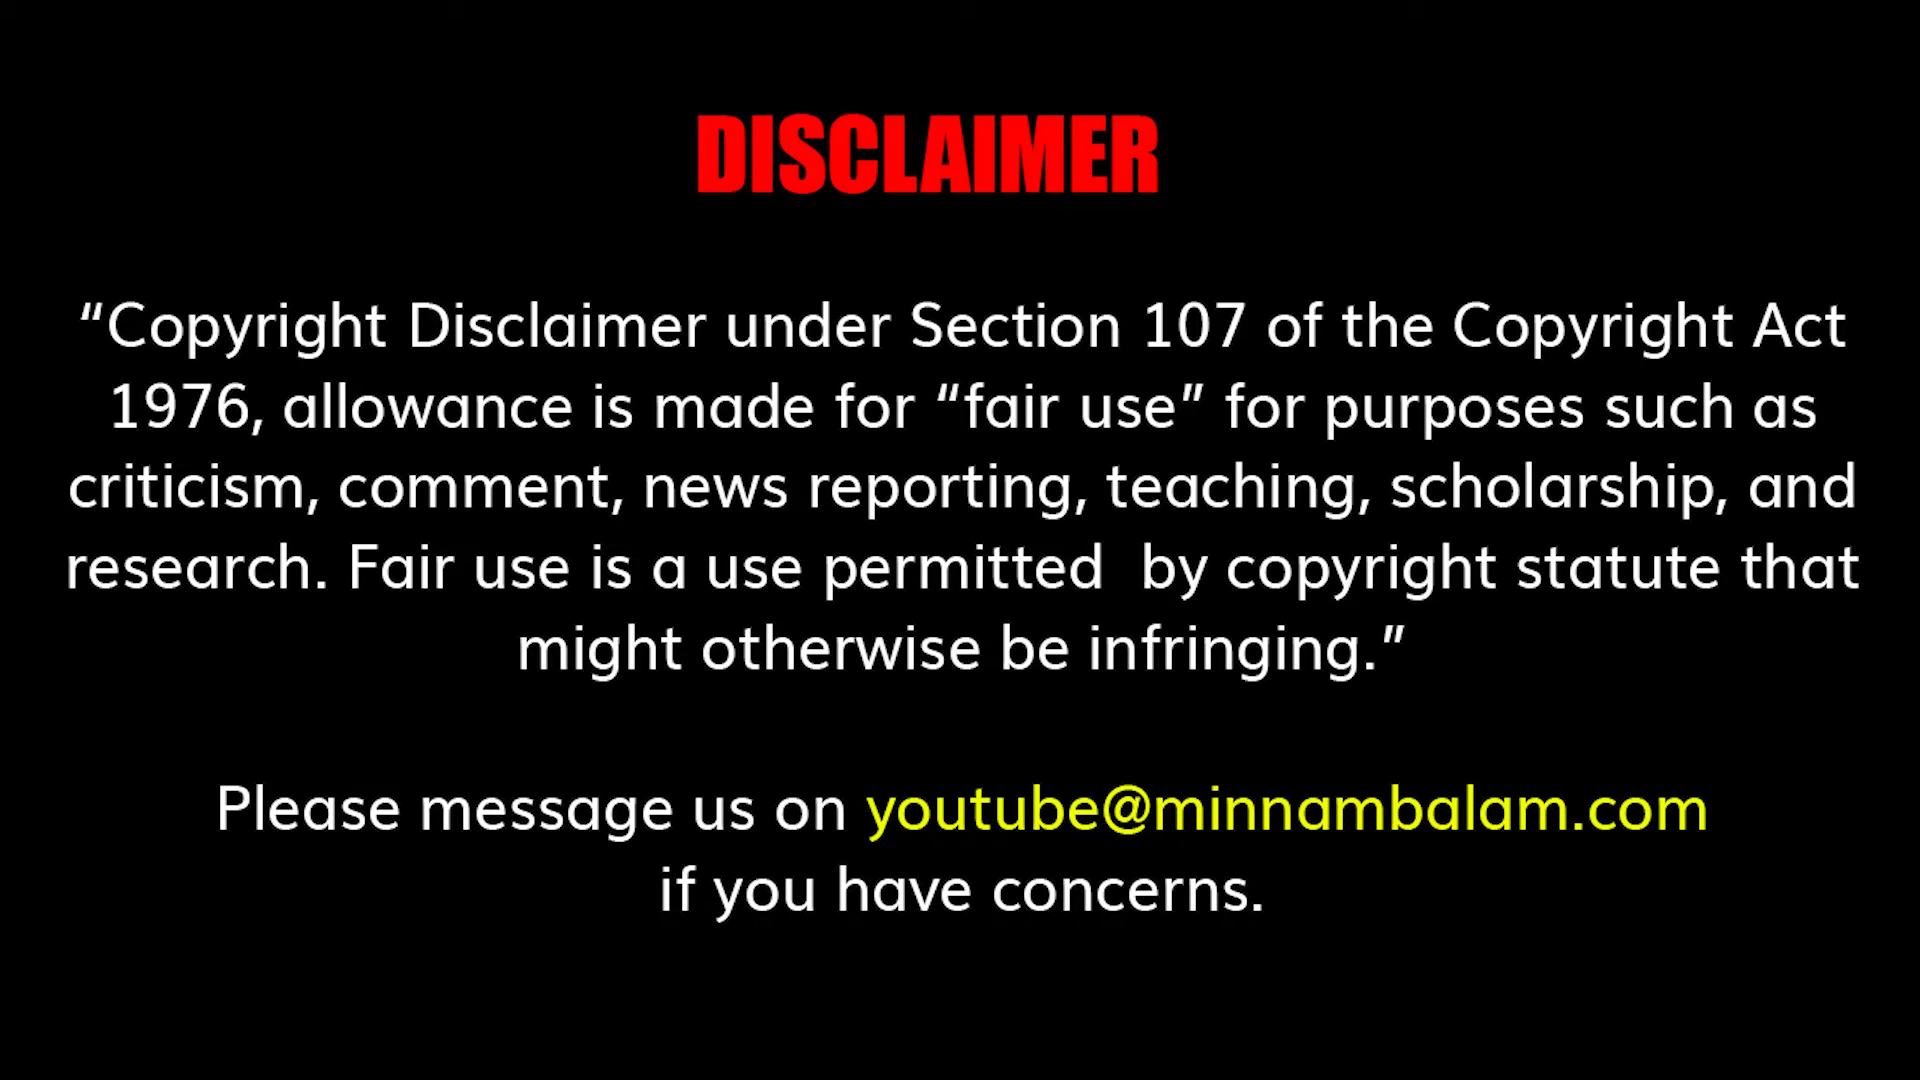 DISCLAIMER
“Copyright Disclaimer under Section 107 of the Copyright Act
1976, allowance is made for “fair use” for purposes such as
criticism, comment, news reporting, teaching, scholarship, and
research. Fair use is a use permitted  by copyright statute that
might otherwise be infringing.”
Please message us on youtube@minnambalam.com
if you have concerns.